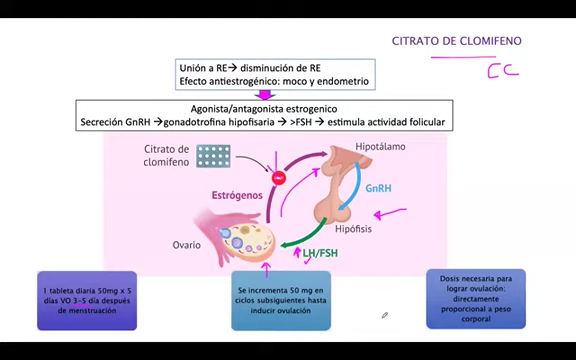 CITRATO DE CLOMIFENO
CC
Unión a RE→ disminución de RE
Efecto antiestrogénico: moco y endometrio
Agonista/antagonista estrogenico
Secreción GnRH →gonadotrofina hipofisaria → >FSH → estimula actividad folicular
Citrato de
clomifeno
Hipotálamo
Estrógenos
GnRH
Ovario
Hipófisis
LH/FSH
1 tableta diaria 50mg x 5
días VO 3-5 día después
de menstruación
Se incrementa 50 mg en
ciclos subsiguientes hasta
inducir ovulación
Dosis necesaria para
lograr ovulación:
directamente
proporcional a peso
corporal